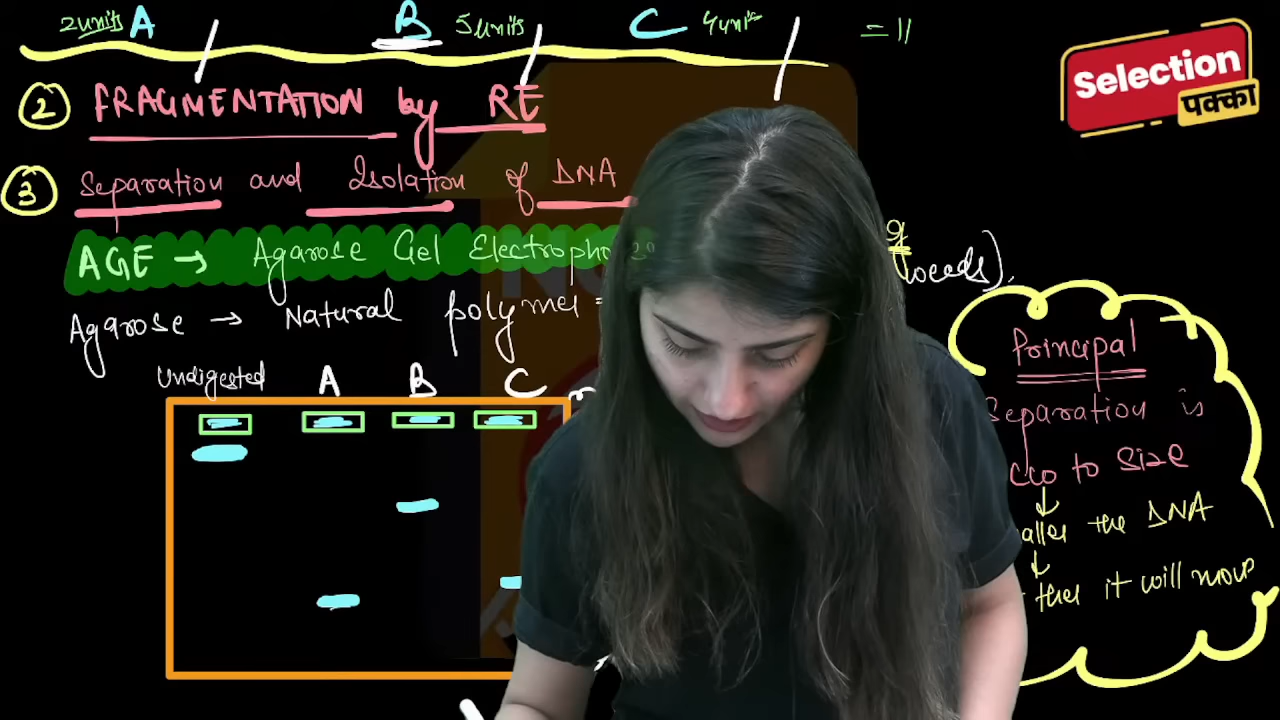 2units A B 5units C 4units = 11
② FRAGMENTATION by RE
③ Separation and Isolation of DNA
AGE → Agarose Gel
Agarose → Natural polymer =
Undigested A B C
Principal
Separation is
to size
↓
the DNA
↓
it will move
Selection
पक्का